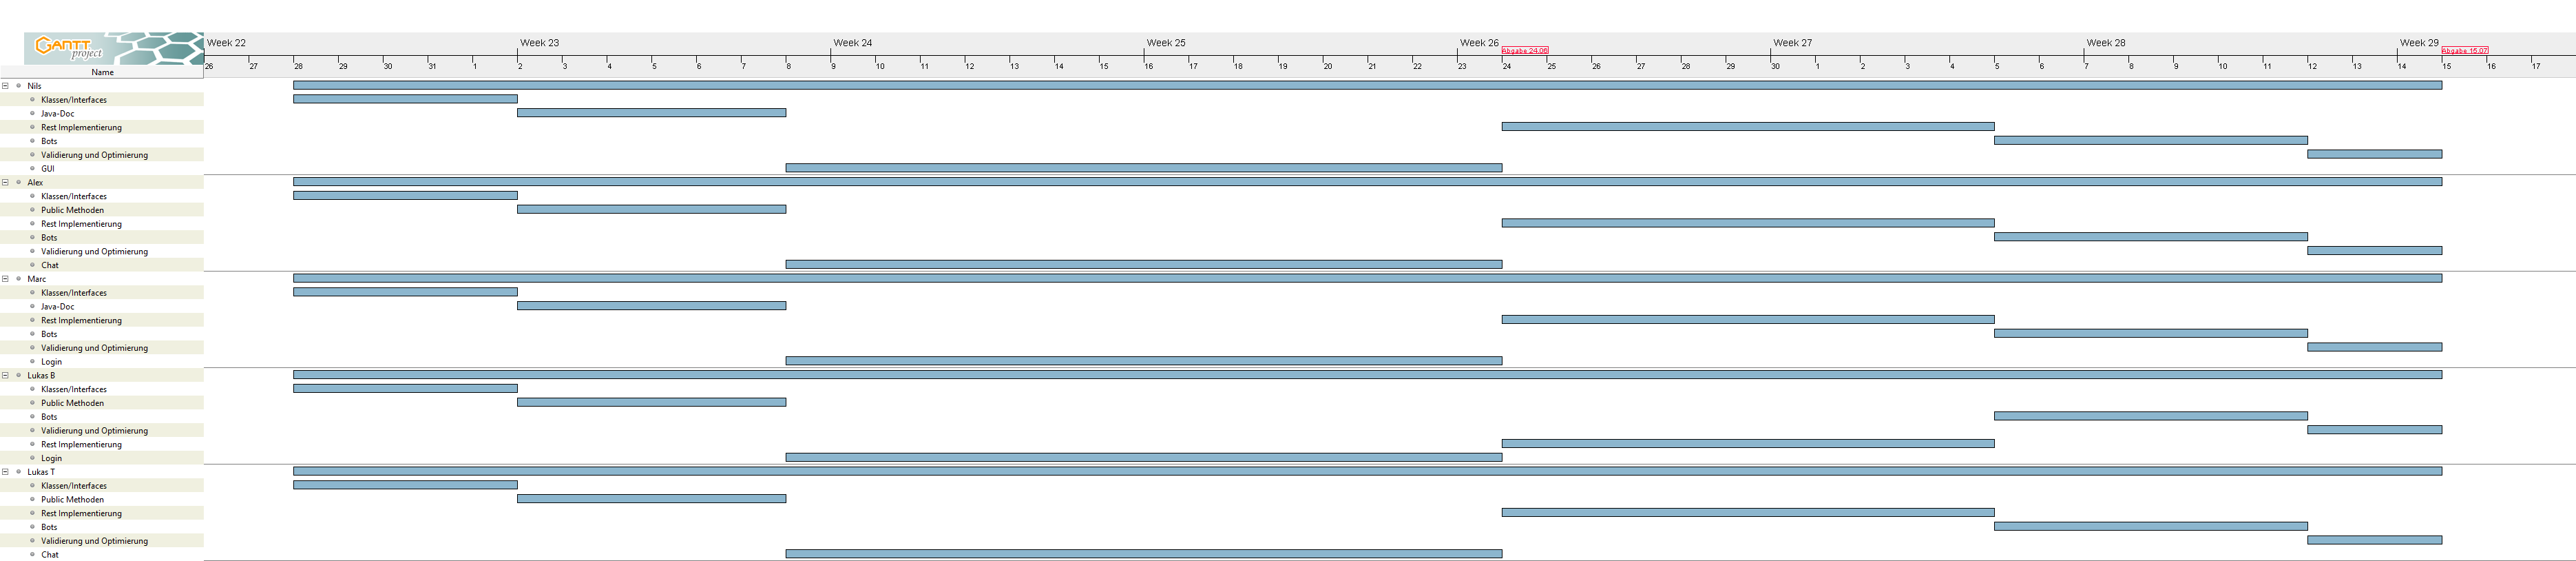 GANTT project
Week 22 Week 23 Week 24 Week 25 Week 26 Week 27 Week 28 Week 29
Abgabe 24.06 Abgabe 15.07
Name
26 27 28 29 30 31 1 2 3 4 5 6 7 8 9 10 11 12 13 14 15 16 17 18 19 20 21 22 23 24 25 26 27 28 29 30 1 2 3 4 5 6 7 8 9 10 11 12 13 14 15 16 17
Nils
Klassen/Interfaces
Java-Doc
Rest Implementierung
Bots
Validierung und Optimierung
GUI
Alex
Klassen/Interfaces
Public Methoden
Rest Implementierung
Bots
Validierung und Optimierung
Chat
Marc
Klassen/Interfaces
Java-Doc
Rest Implementierung
Bots
Validierung und Optimierung
Login
Lukas B
Klassen/Interfaces
Public Methoden
Bots
Validierung und Optimierung
Rest Implementierung
Login
Lukas T
Klassen/Interfaces
Public Methoden
Rest Implementierung
Bots
Validierung und Optimierung
Chat